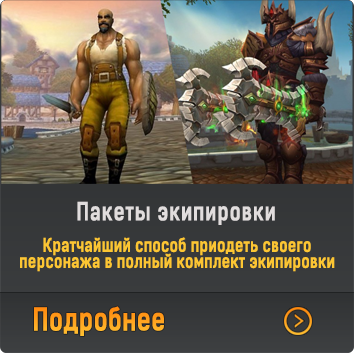 Пакеты экипировки
Кратчайший способ приодеть своего
персонажа в полный комплект экипировки
Подробнее